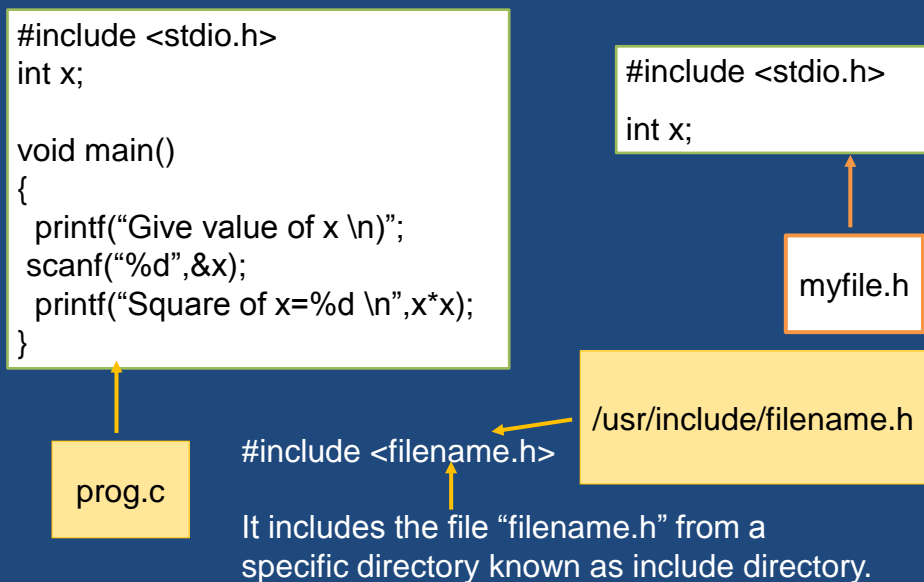 #include <stdio.h>
int x;
void main()
{
printf(“Give value of x \n)”;
scanf(“%d”,&x);
printf(“Square of x=%d \n”,x*x);
}
#include <stdio.h>
int x;
myfile.h
prog.c
/usr/include/filename.h
#include <filename.h>
It includes the file “filename.h” from a
specific directory known as include directory.